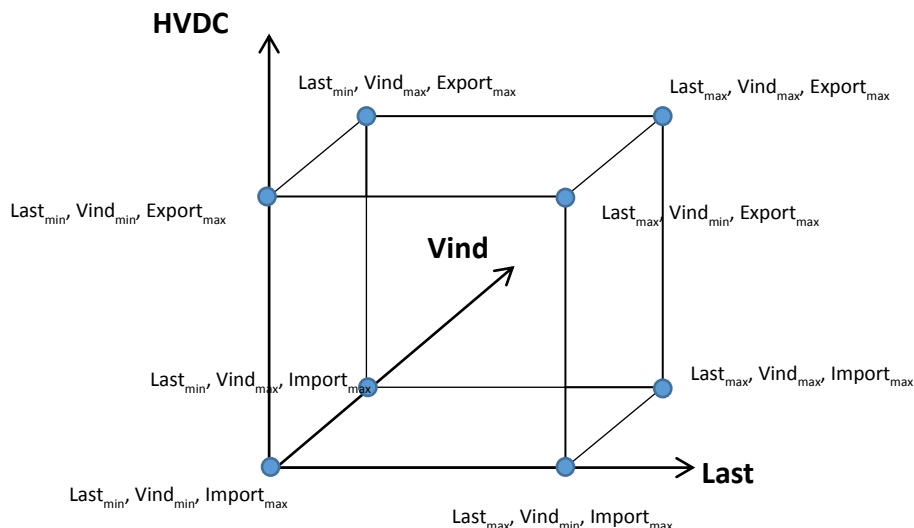 HVDC
Last_min, Vind_max, Export_max
Last_max, Vind_max, Export_max
Last_min, Vind_min, Export_max
Last_max, Vind_min, Export_max
Vind
Last_min, Vind_max, Import_max
Last_max, Vind_max, Import_max
Last
Last_min, Vind_min, Import_max
Last_max, Vind_min, Import_max